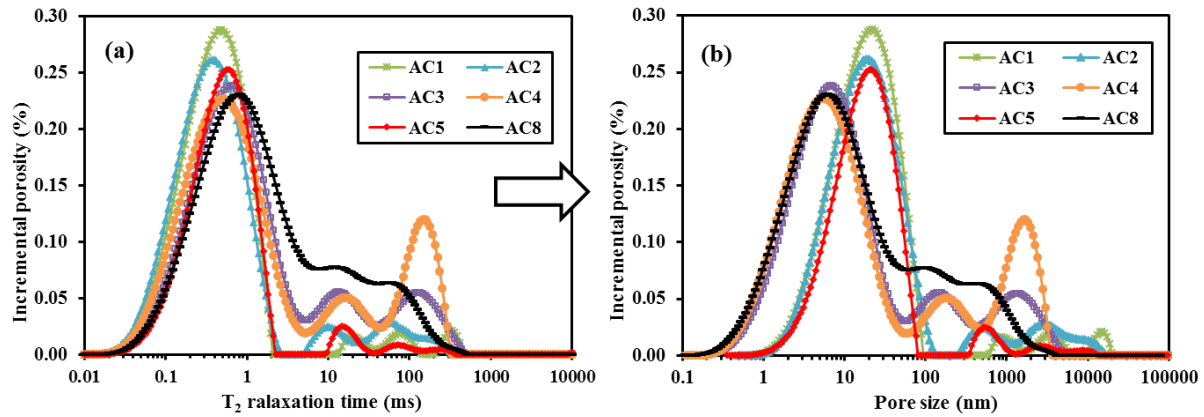 (a)
Incremental porosity (%)
0.30
0.25
0.20
0.15
0.10
0.05
0.00
AC1 AC2
AC3 AC4
AC5 AC8
0.01 0.1 1 10 100 1000 10000
T₂ ralaxation time (ms)
(b)
Incremental porosity (%)
0.30
0.25
0.20
0.15
0.10
0.05
0.00
AC1 AC2
AC3 AC4
AC5 AC8
0.1 1 10 100 1000 10000 100000
Pore size (nm)